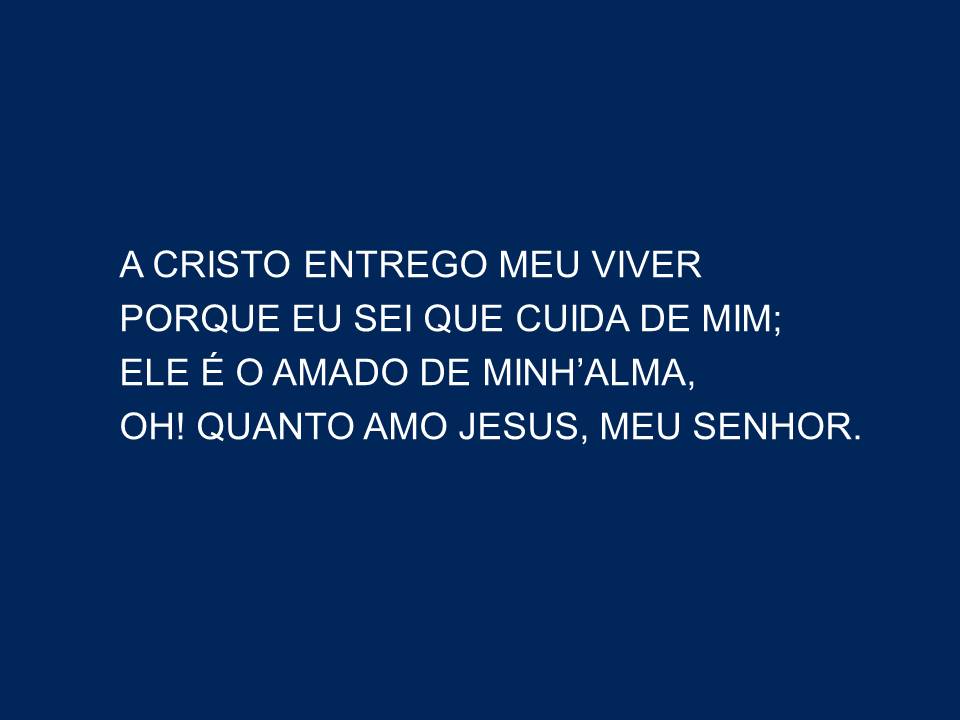 A CRISTO ENTREGO MEU VIVER
PORQUE EU SEI QUE CUIDA DE MIM;
ELE É O AMADO DE MINH’ALMA,
OH! QUANTO AMO JESUS, MEU SENHOR.